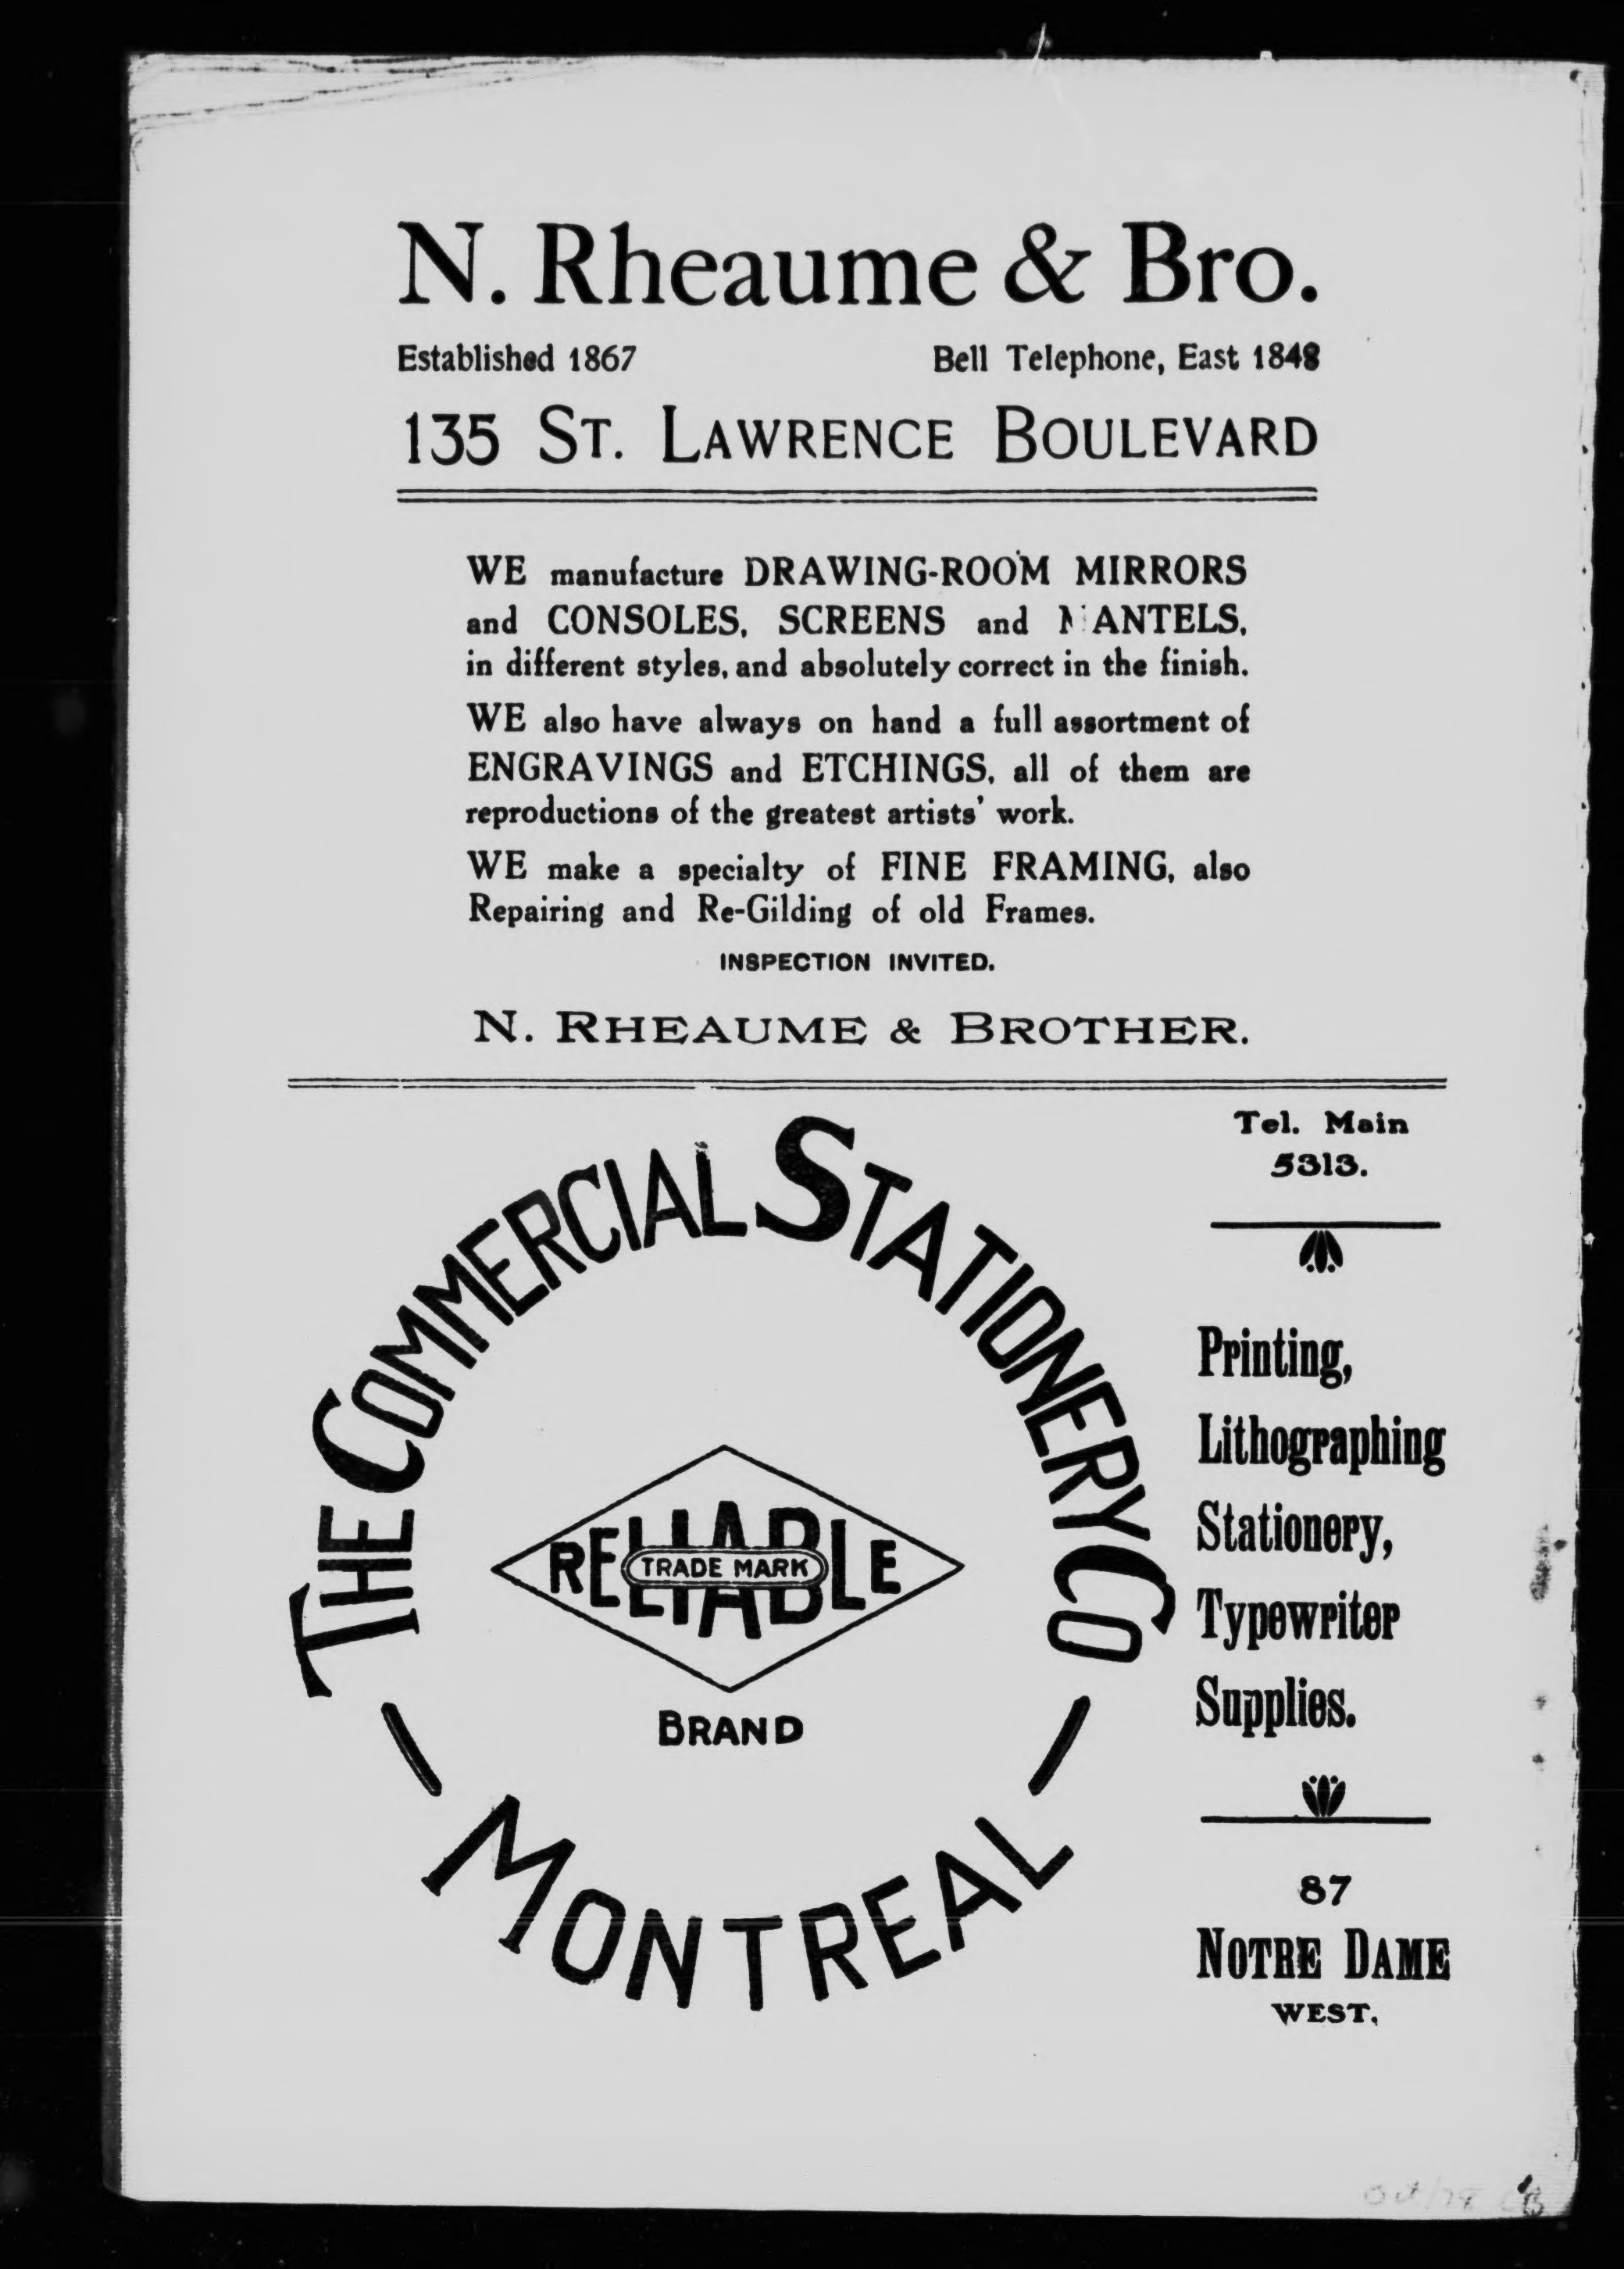 N. Rheaume & Bro.
Established 1867 Bell Telephone, East 1848
135 ST. LAWRENCE BOULEVARD
WE manufacture DRAWING-ROOM MIRRORS
and CONSOLES, SCREENS and MANTELS,
in different styles, and absolutely correct in the finish.
WE also have always on hand a full assortment of
ENGRAVINGS and ETCHINGS, all of them are
reproductions of the greatest artists' work.
WE make a specialty of FINE FRAMING, also
Repairing and Re-Gilding of old Frames.
INSPECTION INVITED.
N. RHEAUME & BROTHER.
THE COMMERCIAL STATIONERY CO
RELIABLE
TRADE MARK
BRAND
MONTREAL
Tel. Main
5313.
Printing,
Lithographing
Stationery,
Typewriter
Supplies.
87
NOTRE DAME
WEST.